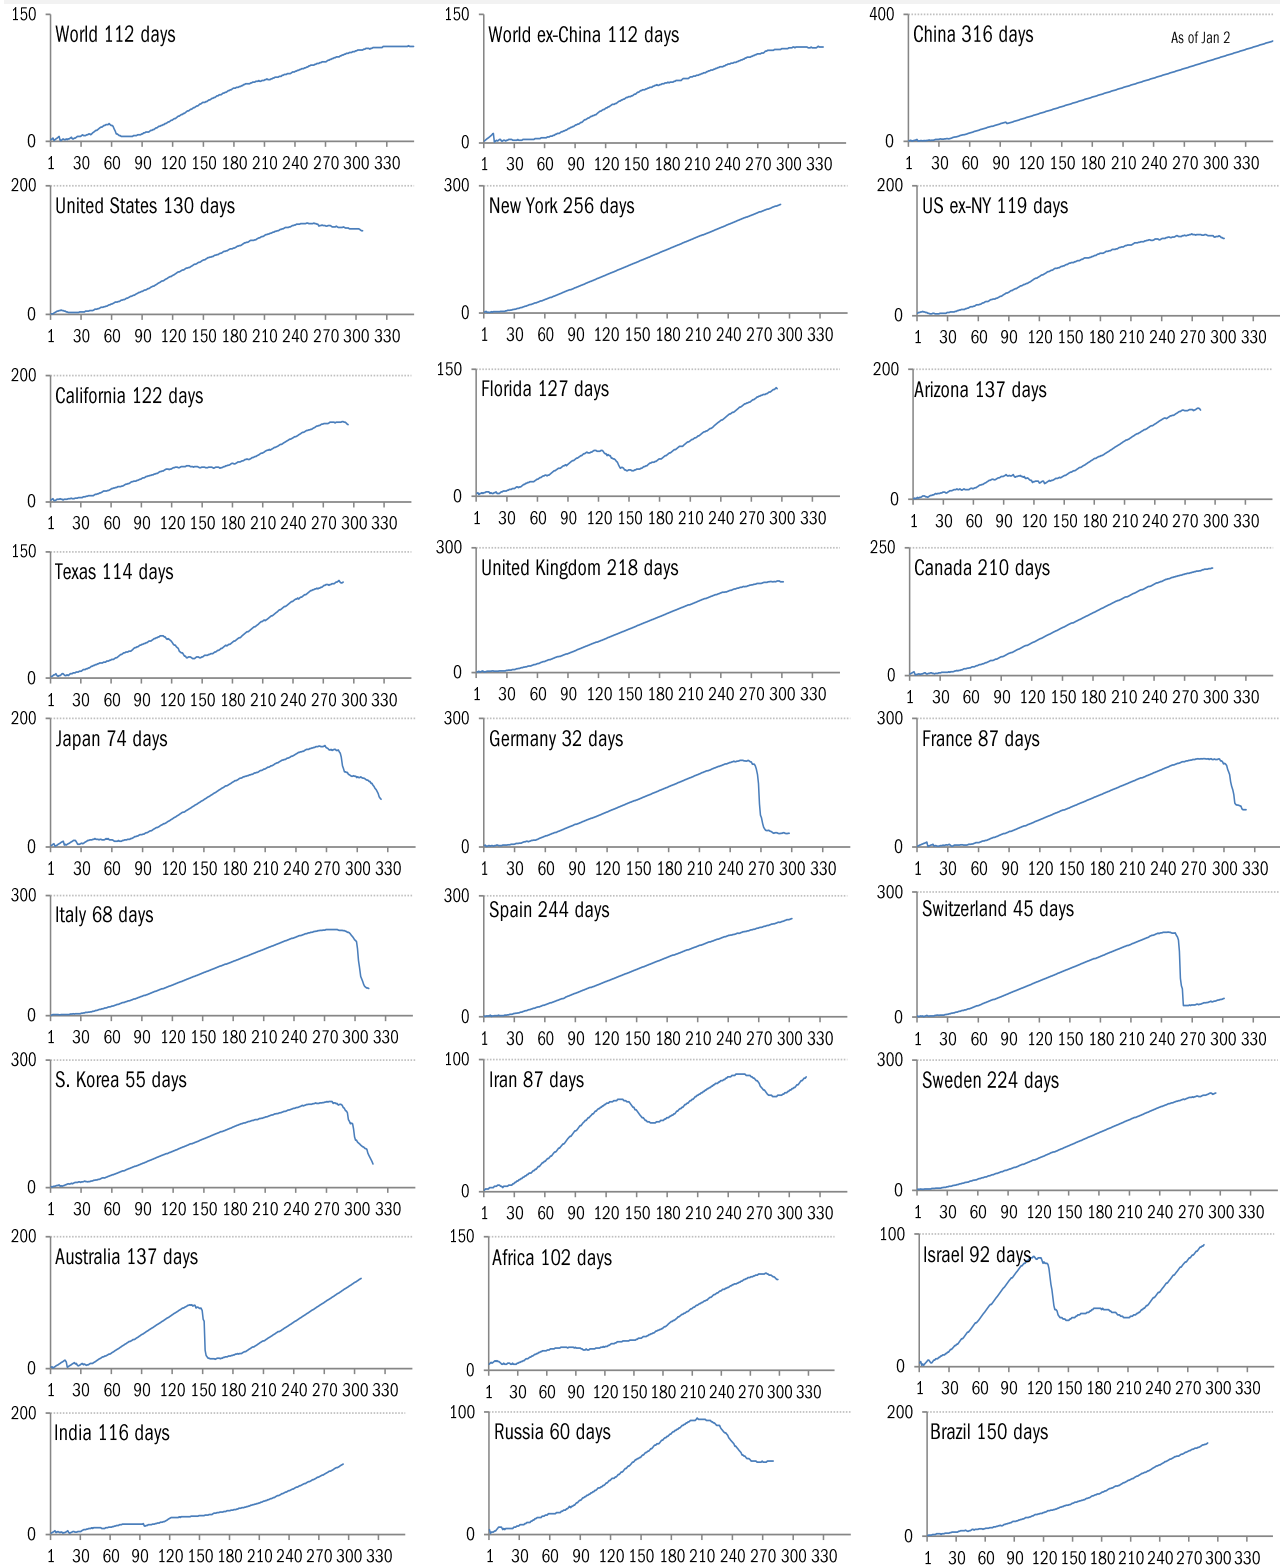 150
World 112 days
0
1 30 60 90 120 150 180 210 240 270 300 330
150
World ex-China 112 days
0
1 30 60 90 120 150 180 210 240 270 300 330
400
China 316 days
As of Jan 2
0
1 30 60 90 120 150 180 210 240 270 300 330
200
United States 130 days
0
1 30 60 90 120 150 180 210 240 270 300 330
300
New York 256 days
0
1 30 60 90 120 150 180 210 240 270 300 330
200
US ex-NY 119 days
0
1 30 60 90 120 150 180 210 240 270 300 330
200
California 122 days
0
1 30 60 90 120 150 180 210 240 270 300 330
150
Florida 127 days
0
1 30 60 90 120 150 180 210 240 270 300 330
200
Arizona 137 days
0
1 30 60 90 120 150 180 210 240 270 300 330
150
Texas 114 days
0
1 30 60 90 120 150 180 210 240 270 300 330
300
United Kingdom 218 days
0
1 30 60 90 120 150 180 210 240 270 300 330
250
Canada 210 days
0
1 30 60 90 120 150 180 210 240 270 300 330
200
Japan 74 days
0
1 30 60 90 120 150 180 210 240 270 300 330
300
Germany 32 days
0
1 30 60 90 120 150 180 210 240 270 300 330
300
France 87 days
0
1 30 60 90 120 150 180 210 240 270 300 330
300
Italy 68 days
0
1 30 60 90 120 150 180 210 240 270 300 330
300
Spain 244 days
0
1 30 60 90 120 150 180 210 240 270 300 330
300
Switzerland 45 days
0
1 30 60 90 120 150 180 210 240 270 300 330
300
S. Korea 55 days
0
1 30 60 90 120 150 180 210 240 270 300 330
100
Iran 87 days
0
1 30 60 90 120 150 180 210 240 270 300 330
300
Sweden 224 days
0
1 30 60 90 120 150 180 210 240 270 300 330
200
Australia 137 days
0
1 30 60 90 120 150 180 210 240 270 300 330
150
Africa 102 days
0
1 30 60 90 120 150 180 210 240 270 300 330
100
Israel 92 days
0
1 30 60 90 120 150 180 210 240 270 300 330
200
India 116 days
0
1 30 60 90 120 150 180 210 240 270 300 330
100
Russia 60 days
0
1 30 60 90 120 150 180 210 240 270 300 330
200
Brazil 150 days
0
1 30 60 90 120 150 180 210 240 270 300 330